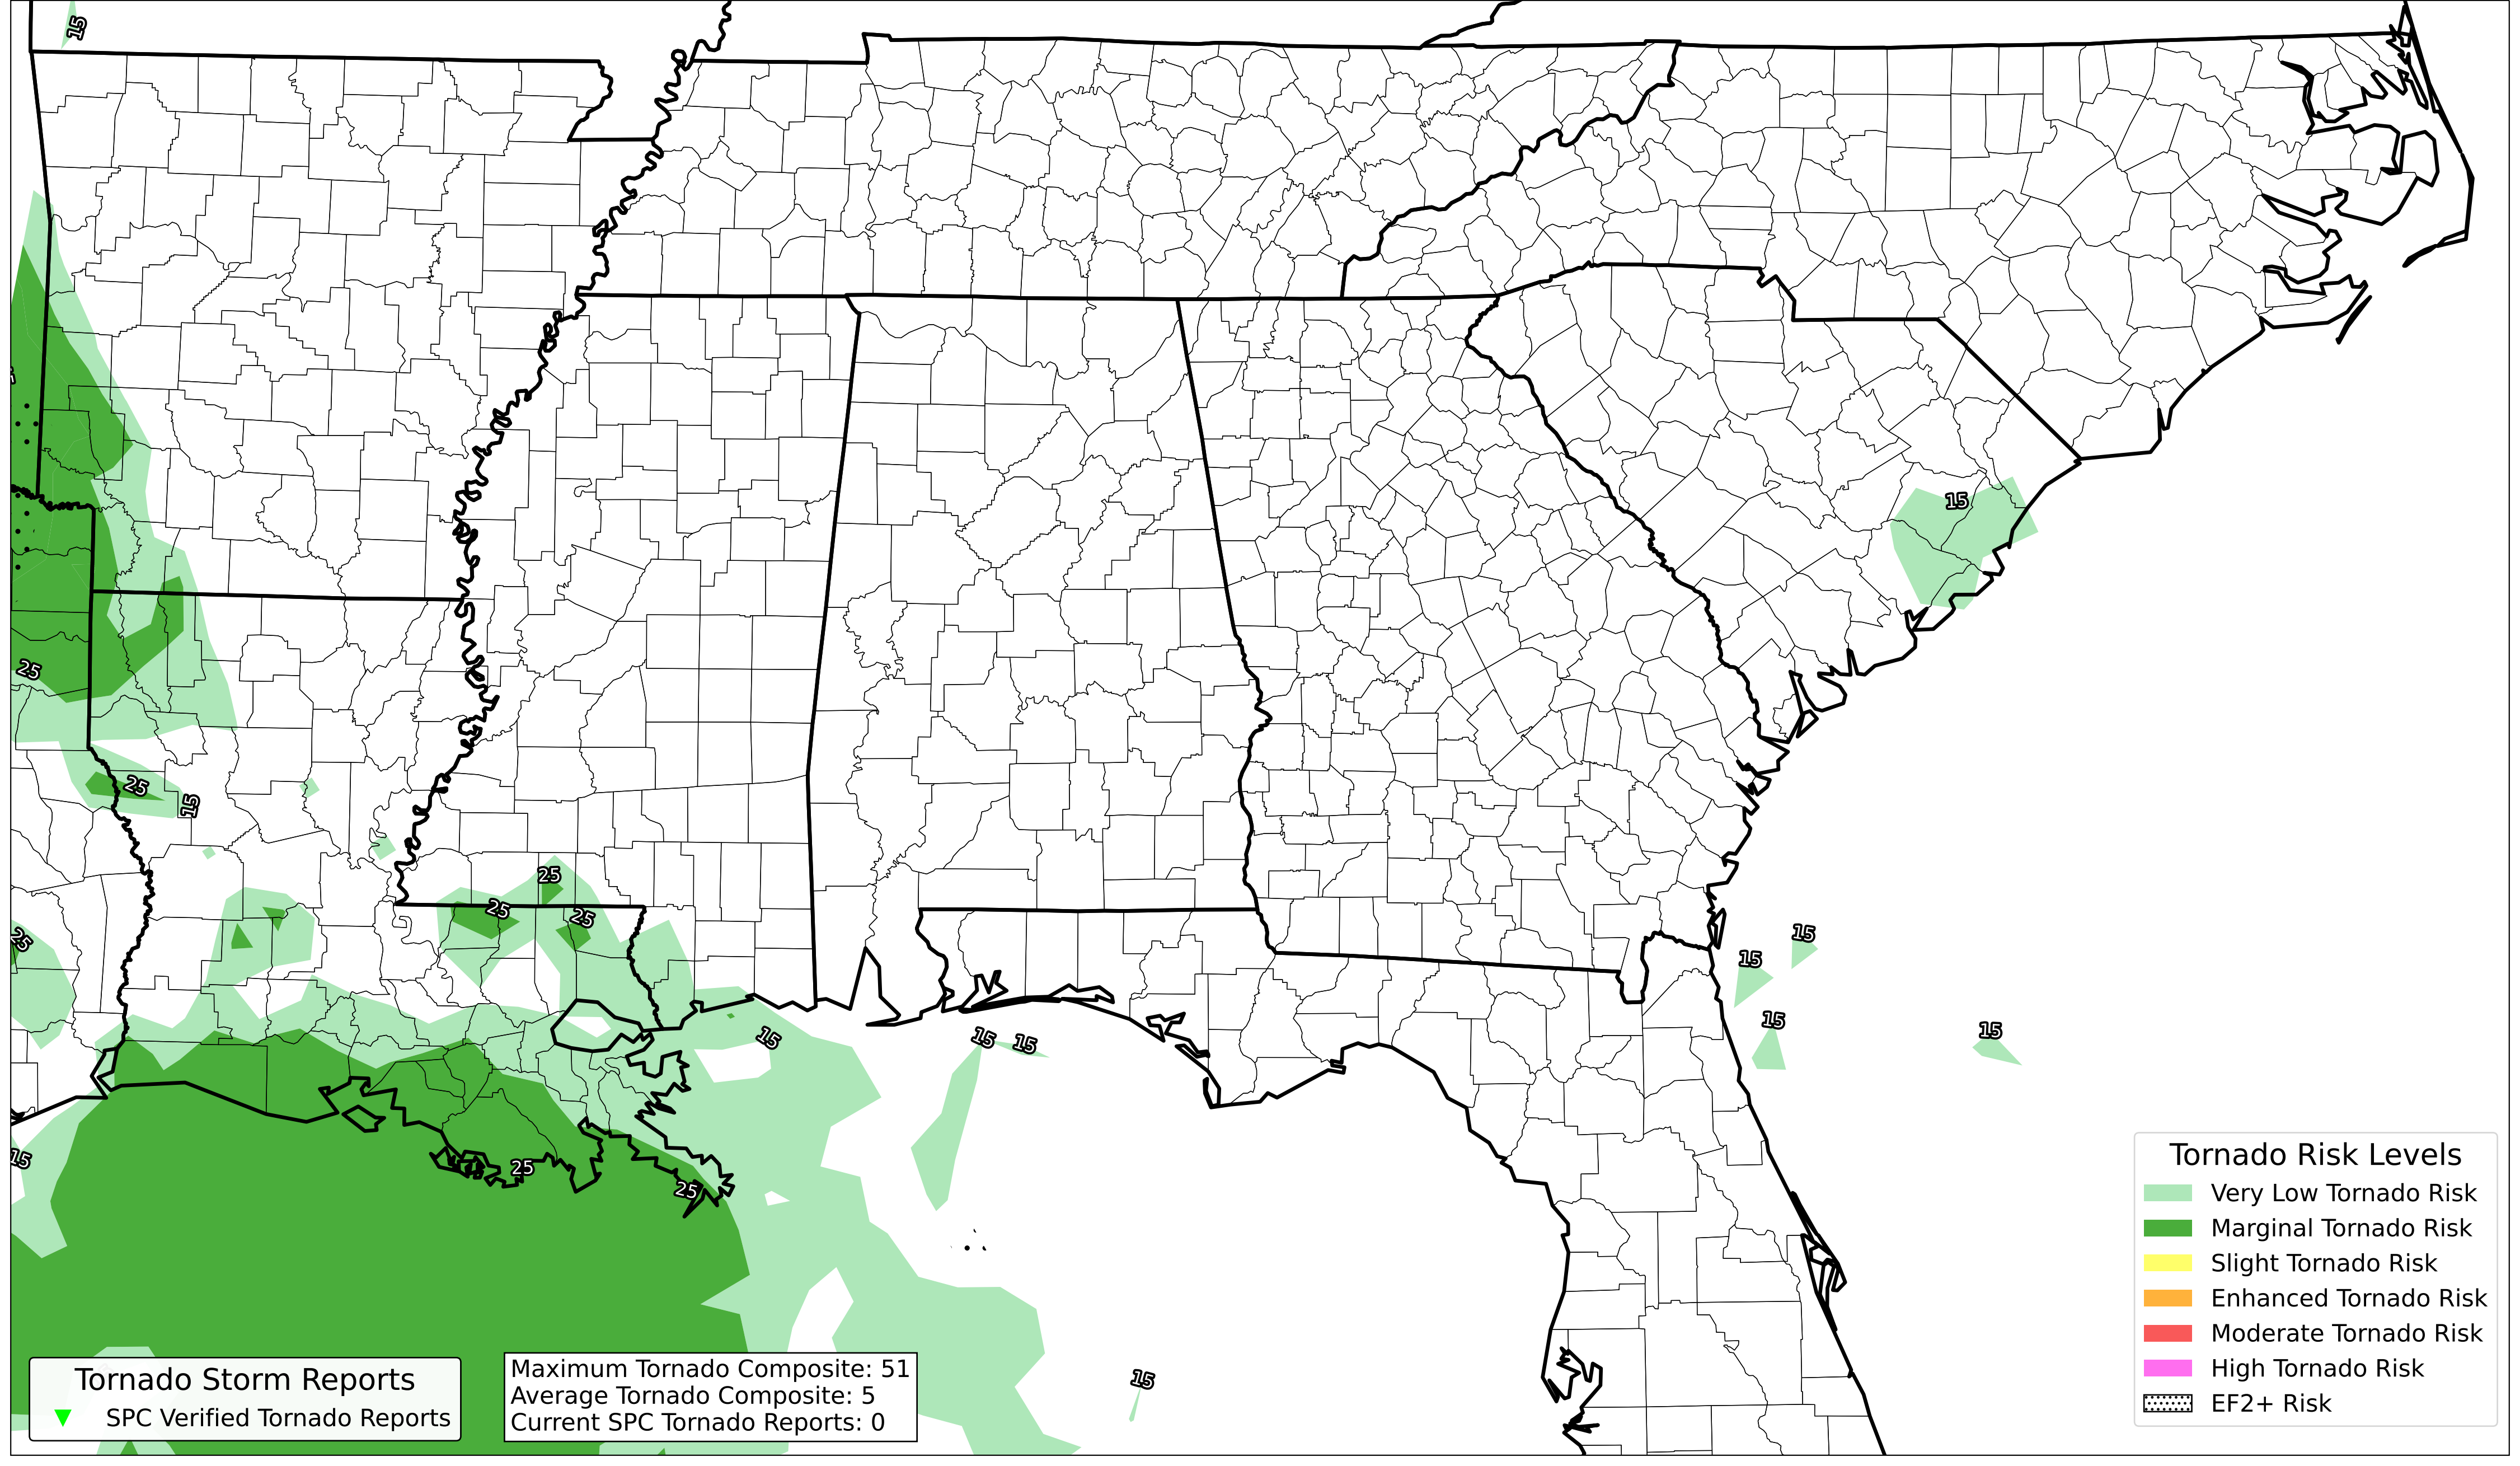 15
15
25
25
15
25
25
25
25
15
15
15
15
15
15
15
15
25
25
15
Tornado Risk Levels
Very Low Tornado Risk
Marginal Tornado Risk
Slight Tornado Risk
Enhanced Tornado Risk
Moderate Tornado Risk
High Tornado Risk
EF2+ Risk
Tornado Storm Reports
SPC Verified Tornado Reports
Maximum Tornado Composite: 51
Average Tornado Composite: 5
Current SPC Tornado Reports: 0